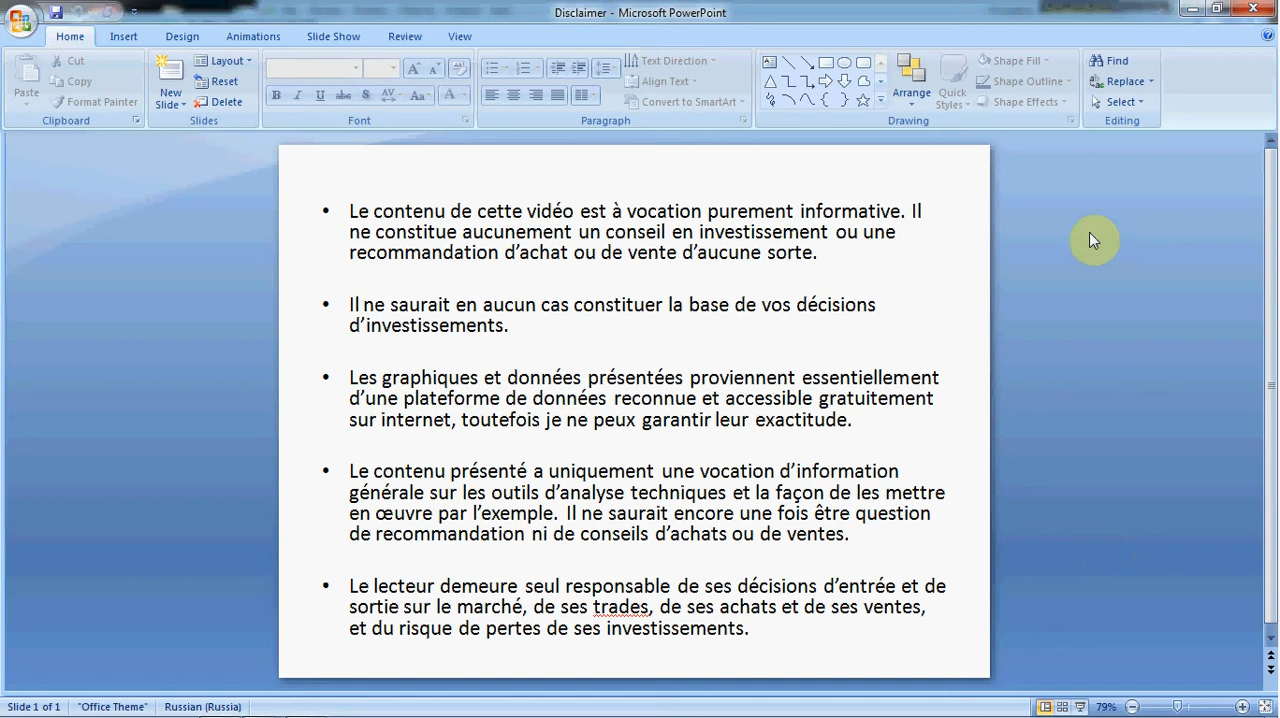 Disclaimer - Microsoft PowerPoint
Home Insert Design Animations Slide Show Review View
Paste
Cut
Copy
Format Painter
Clipboard
New Slide
Layout
Reset
Delete
Slides
Font
Text Direction
Align Text
Convert to SmartArt
Paragraph
Arrange
Quick Styles
Shape Fill
Shape Outline
Shape Effects
Drawing
Find
Replace
Select
Editing
• Le contenu de cette vidéo est à vocation purement informative. Il
ne constitue aucunement un conseil en investissement ou une
recommandation d’achat ou de vente d’aucune sorte.
• Il ne saurait en aucun cas constituer la base de vos décisions
d’investissements.
• Les graphiques et données présentées proviennent essentiellement
d’une plateforme de données reconnue et accessible gratuitement
sur internet, toutefois je ne peux garantir leur exactitude.
• Le contenu présenté a uniquement une vocation d’information
générale sur les outils d’analyse techniques et la façon de les mettre
en œuvre par l’exemple. Il ne saurait encore une fois être question
de recommandation ni de conseils d’achats ou de ventes.
• Le lecteur demeure seul responsable de ses décisions d’entrée et de
sortie sur le marché, de ses trades, de ses achats et de ses ventes,
et du risque de pertes de ses investissements.
Slide 1 of 1 "Office Theme" Russian (Russia) 79%